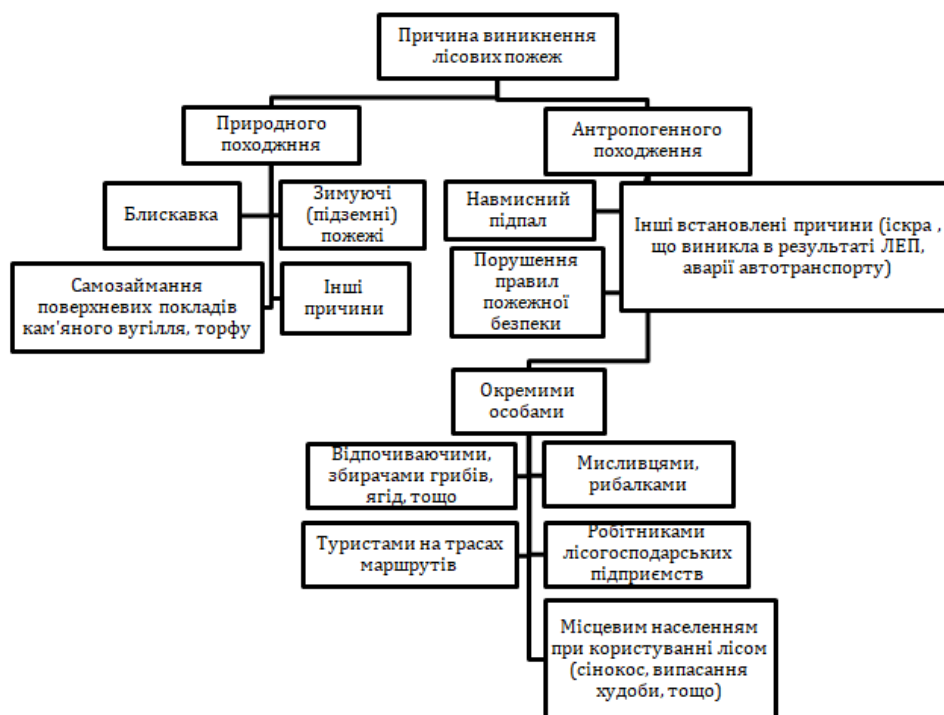 Причина виникнення
лісових пожеж
Природного
походжння
Антропогенного
походження
Блискавка
Зимуючі
(підземні)
пожежі
Самозаймання
поверхневих покладів
кам'яного вугілля, торфу
Інші
причини
Навмисний
підпал
Інші встановлені причини (іскра ,
що виникла в результаті ЛЕП,
аварії автотранспорту)
Порушення
правил
пожежної
безпеки
Окремими
особами
Відпочиваючими,
збирачами грибів,
ягід, тощо
Мисливцями,
рибалками
Туристами на трасах
маршрутів
Робітниками
лісогосподарських
підприємств
Місцевим населенням
при користуванні лісом
(сінокос, випасання
худоби, тощо)